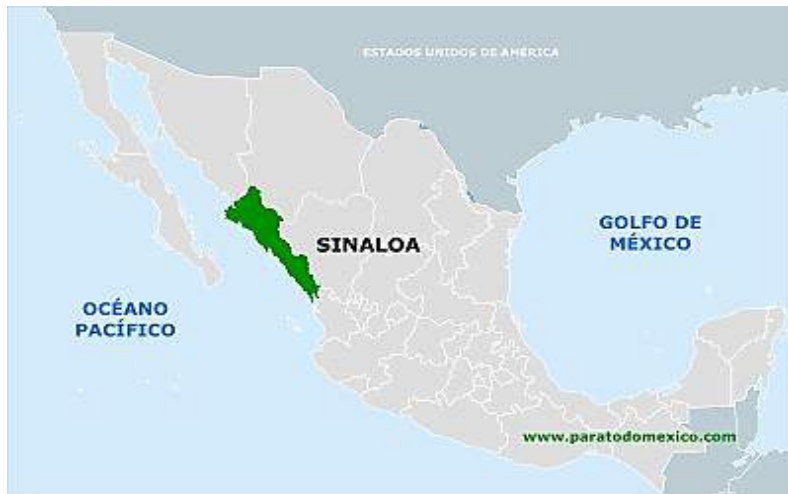 ESTADOS UNIDOS DE AMÉRICA
GOLFO DE
MÉXICO
SINALOA
OCÉANO
PACÍFICO
www.paratodomexico.com